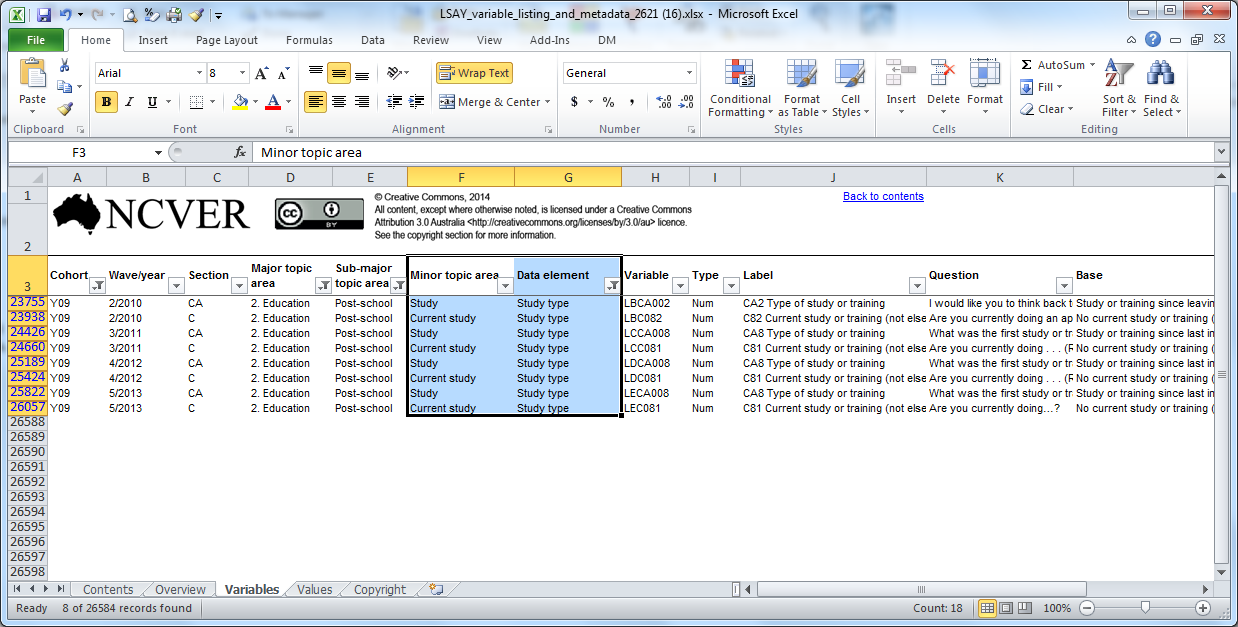 LSAY_variable_listing_and_metadata_2621 (16).xlsx - Microsoft Excel
File Home Insert Page Layout Formulas Data Review View Add-Ins DM
Arial 8 Wrap Text General AutoSum
Paste Conditional Formatting Format as Table Cell Styles Insert Delete Format Fill Sort & Filter Find & Select
B I U Merge & Center $ % , Clear
Clipboard Font Alignment Number Styles Cells Editing
F3 fx Minor topic area
A B C D E F G H I J K
1 NCVER cc BY © Creative Commons, 2014 Back to contents
All content, except where otherwise noted, is licensed under a Creative Commons
Attribution 3.0 Australia <http://creativecommons.org/licenses/by/3.0/au> licence.
2 See the copyright section for more information.
3 Cohort Wave/year Section Major topic area Sub-major topic area Minor topic area Data element Variable Type Label Question Base
23755 Y09 2/2010 CA 2. Education Post-school Study Study type LBCA002 Num CA2 Type of study or training I would like you to think back t Study or training since leavin
23938 Y09 2/2010 C 2. Education Post-school Current study Study type LBC082 Num C82 Current study or training (not else Are you currently doing an ap No current study or training (
24426 Y09 3/2011 CA 2. Education Post-school Study Study type LCCA008 Num CA8 Type of study or training What was the first study or tr Study or training since last in
24660 Y09 3/2011 C 2. Education Post-school Current study Study type LCC081 Num C81 Current study or training (not else Are you currently doing . . . (R No current study or training (
25189 Y09 4/2012 CA 2. Education Post-school Study Study type LDCA008 Num CA8 Type of study or training What was the first study or tr Study or training since last in
25424 Y09 4/2012 C 2. Education Post-school Current study Study type LDC081 Num C81 Current study or training (not else Are you currently doing . . . (R No current study or training (
25822 Y09 5/2013 CA 2. Education Post-school Study Study type LECA008 Num CA8 Type of study or training What was the first study or tr Study or training since last in
26057 Y09 5/2013 C 2. Education Post-school Current study Study type LEC081 Num C81 Current study or training (not else Are you currently doing...? No current study or training (
26588
26589
26590
26591
26592
26593
26594
26595
26596
26597
26598
Contents Overview Variables Values Copyright
Ready 8 of 26584 records found Count: 18 100%